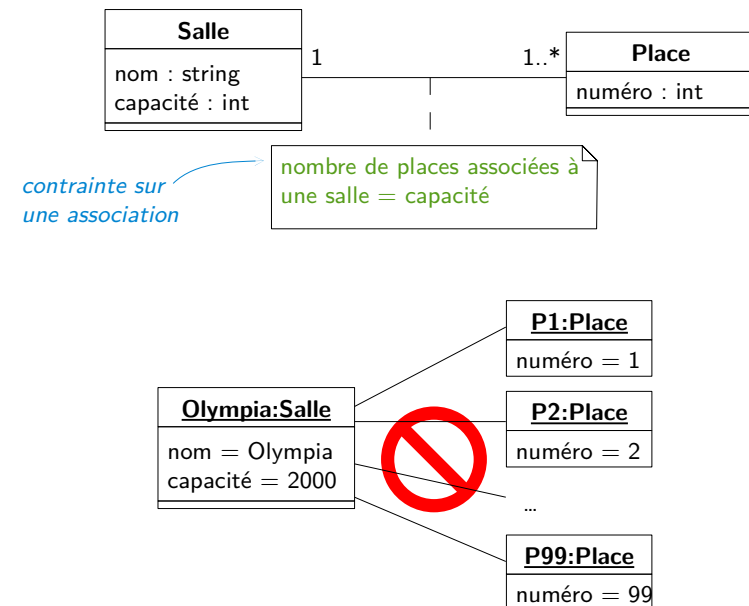 Salle
nom : string
capacité : int
1
1..*
Place
numéro : int
nombre de places associées à
une salle = capacité
contrainte sur
une association
P1:Place
numéro = 1
Olympia:Salle
nom = Olympia
capacité = 2000
P2:Place
numéro = 2
...
P99:Place
numéro = 99